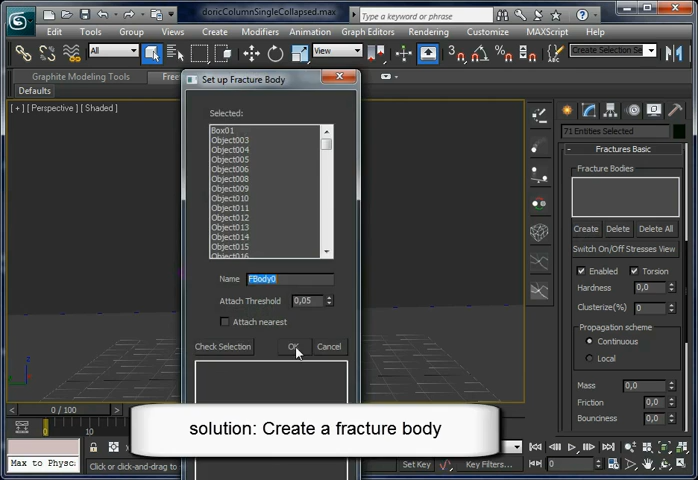 doricColumnSingleCollapsed.max
Type a keyword or phrase
Edit Tools Group Views Create Modifiers Animation Graph Editors Rendering Customize MAXScript Help
All
View
Create Selection Se
Graphite Modeling Tools
Free
Defaults
[ + ] [ Perspective ] [ Shaded ]
Set up Fracture Body
Selected:
Box01
Object003
Object004
Object005
Object006
Object008
Object009
Object010
Object011
Object012
Object013
Object014
Object015
Object016
Name FBody0
Attach Threshold 0,05
Attach nearest
Check Selection OK Cancel
71 Entities Selected
- Fractures Basic
Fracture Bodies
Create Delete Delete All
Switch On/Off Stresses View
Enabled Torsion
Hardness 0,0
Clusterize(%) 0
Propagation scheme
Continuous
Local
Mass 0,0
Friction 0,0
Bounciness 0,0
0 / 100
0 10
solution: Create a fracture body
Max to Physc
Click or click-and-drag to
Set Key
Key Filters...
0